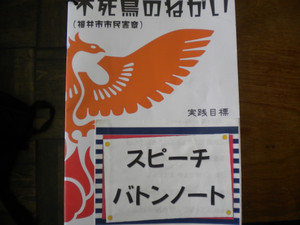 不死鳥のねがい
(福井市市民憲章)
実践目標
スピーチ
バトンノート